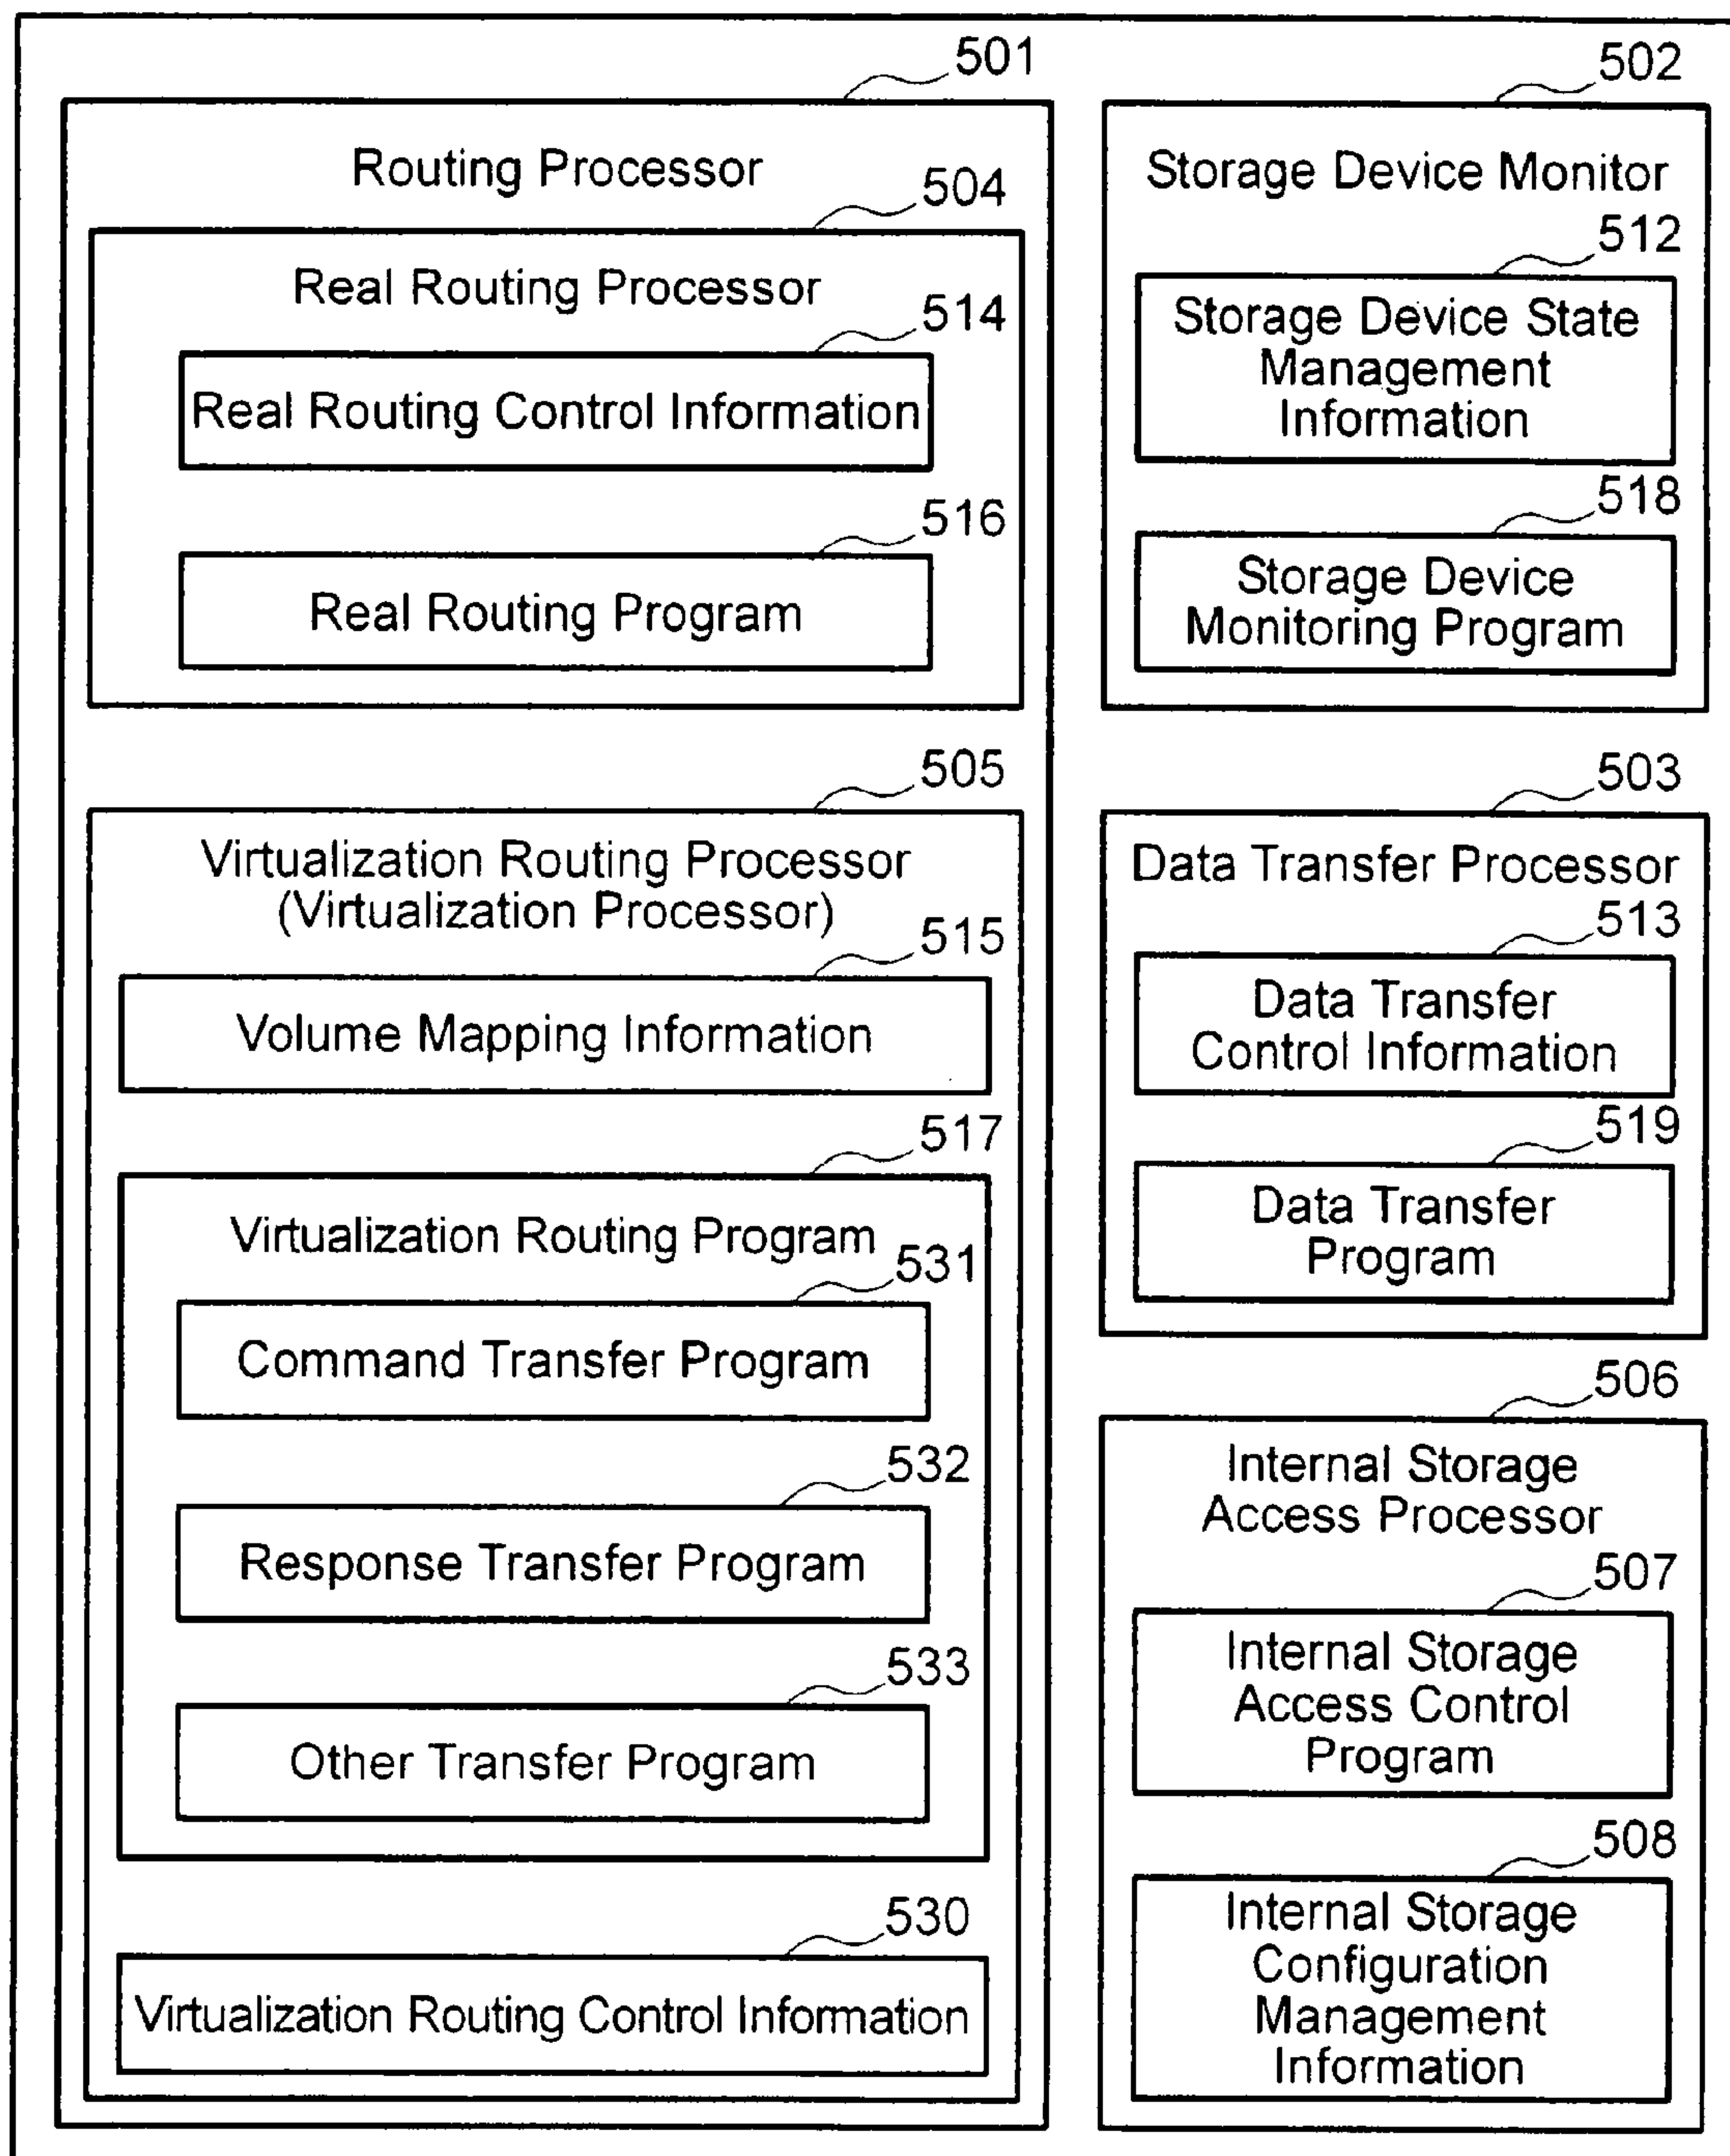 501
Routing Processor
504
Real Routing Processor
514
Real Routing Control Information
516
Real Routing Program
505
Virtualization Routing Processor
(Virtualization Processor)
515
Volume Mapping Information
517
Virtualization Routing Program
531
Command Transfer Program
532
Response Transfer Program
533
Other Transfer Program
530
Virtualization Routing Control Information
502
Storage Device Monitor
512
Storage Device State
Management
Information
518
Storage Device
Monitoring Program
503
Data Transfer Processor
513
Data Transfer
Control Information
519
Data Transfer
Program
506
Internal Storage
Access Processor
507
Internal Storage
Access Control
Program
508
Internal Storage
Configuration
Management
Information